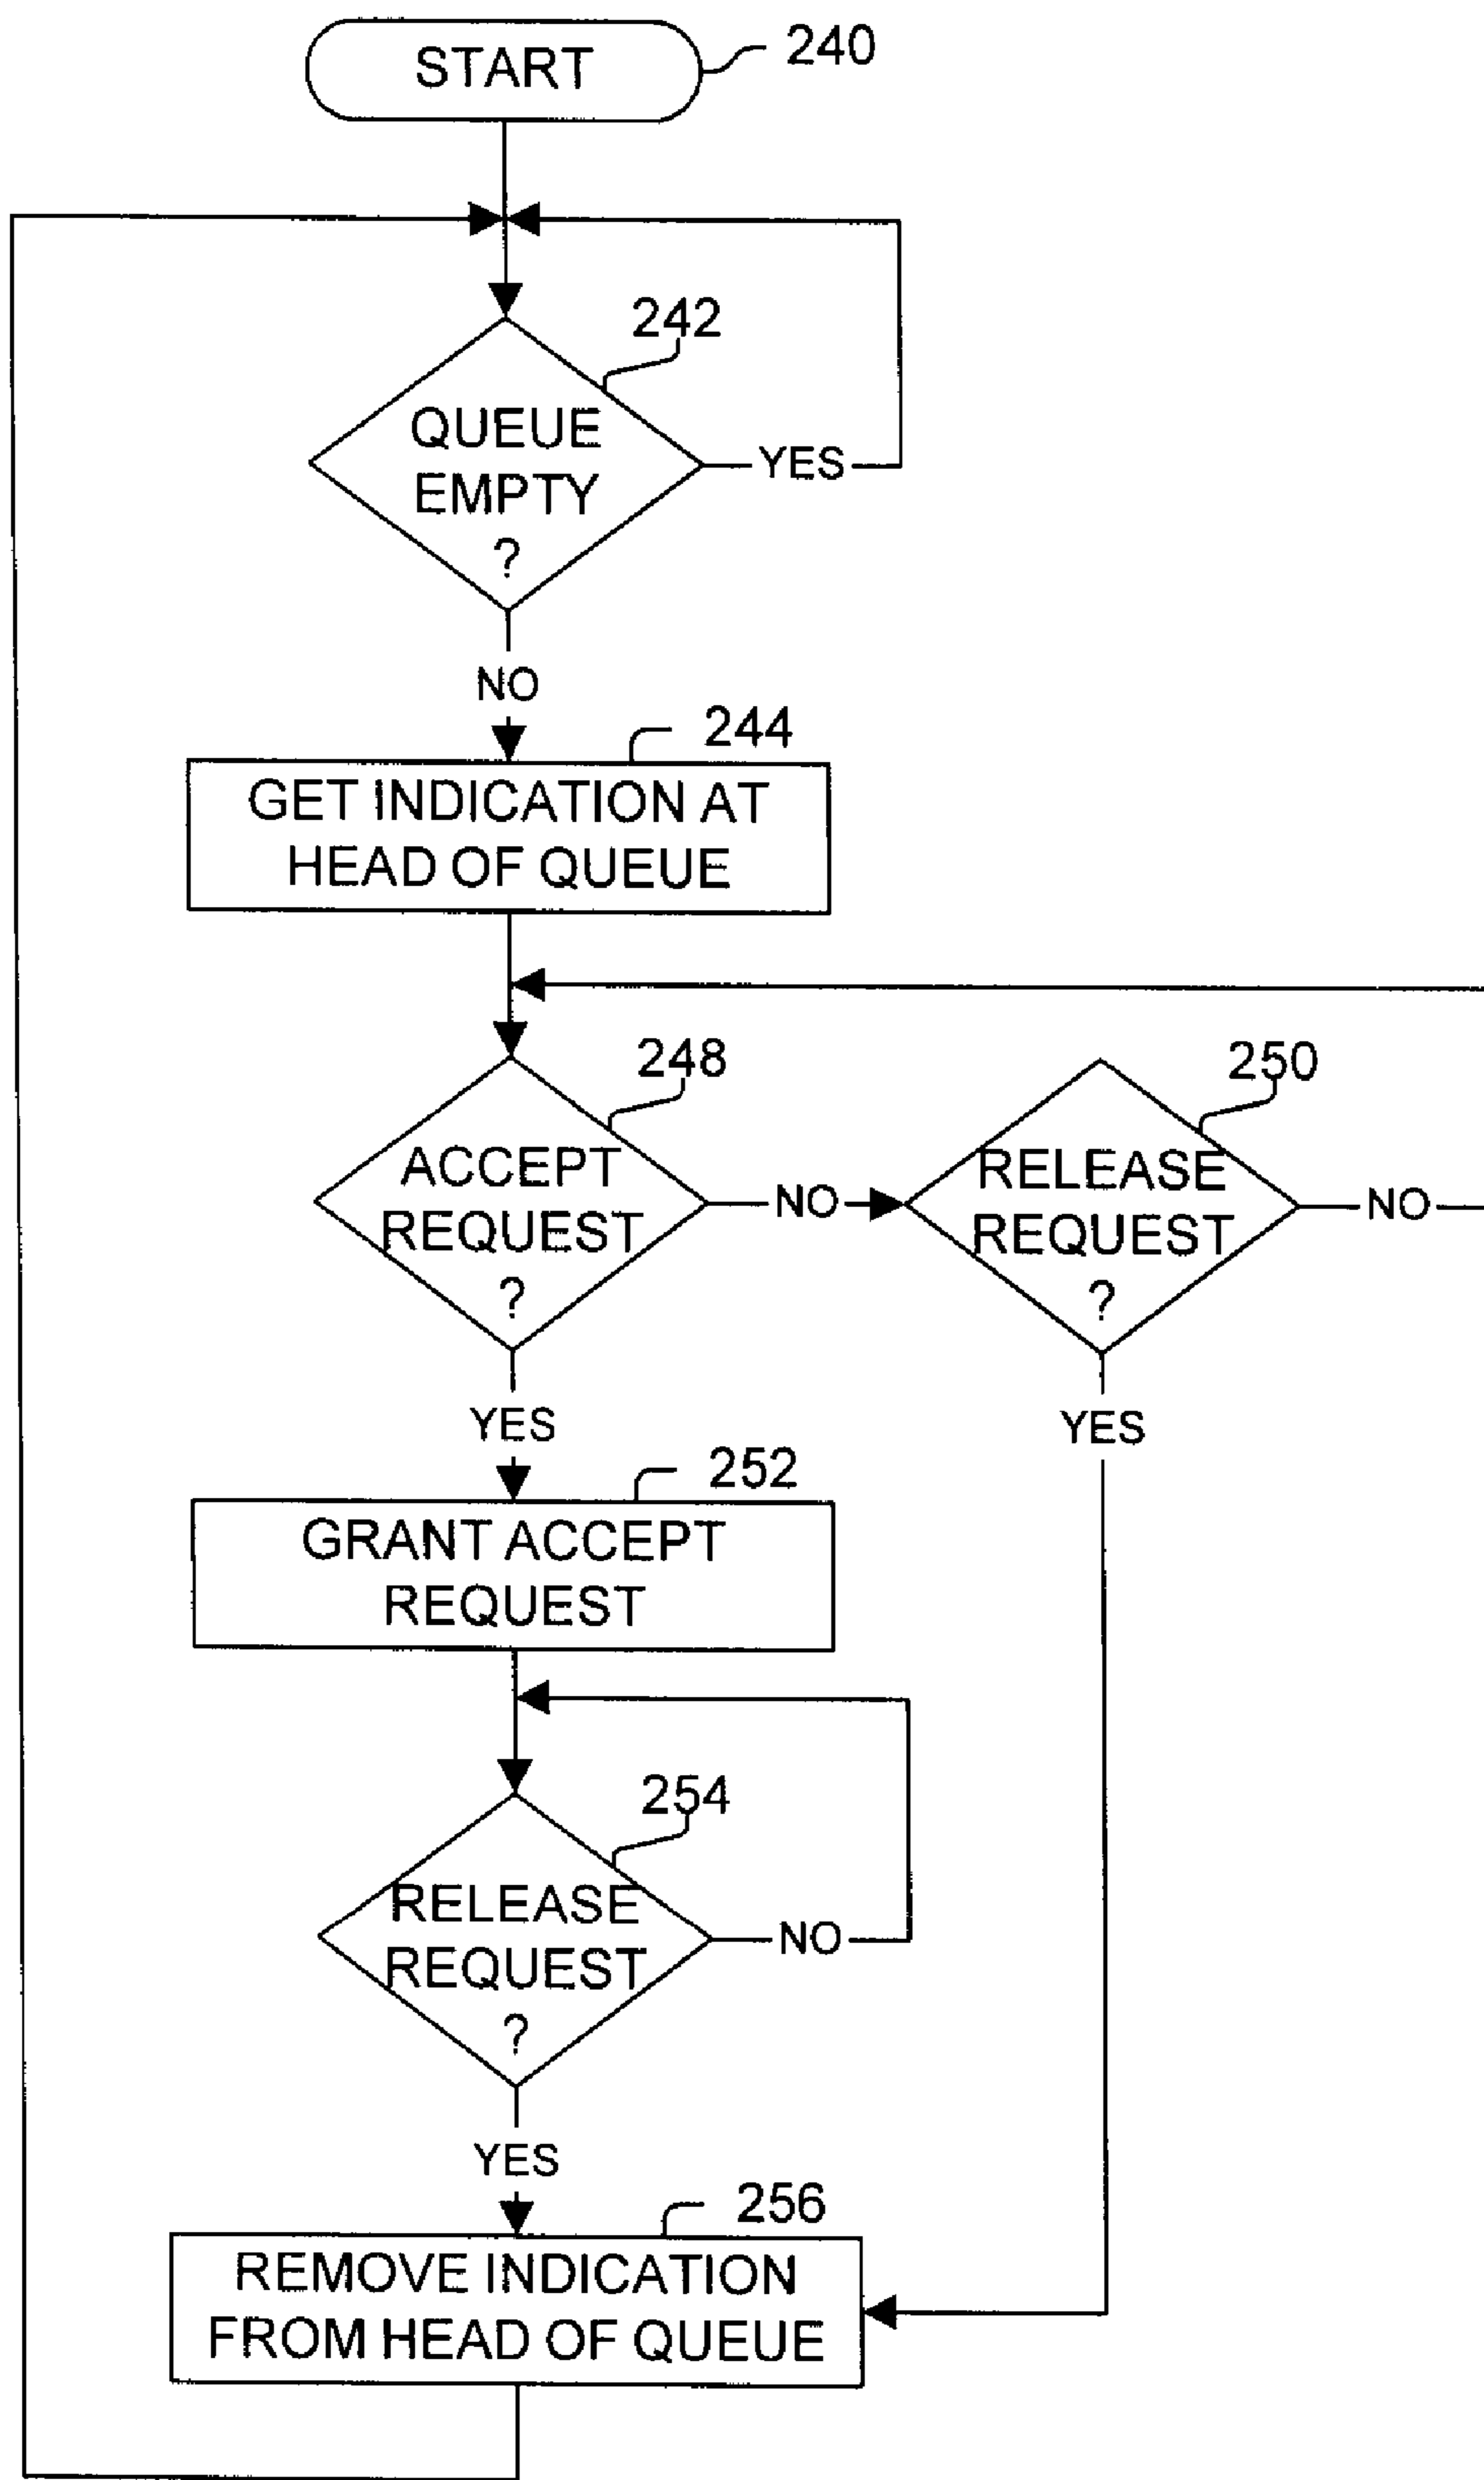 START
240
242
QUEUE
EMPTY
?
YES
NO
244
GET INDICATION AT
HEAD OF QUEUE
248
ACCEPT
REQUEST
?
NO
250
RELEASE
REQUEST
?
NO
YES
YES
252
GRANT ACCEPT
REQUEST
254
RELEASE
REQUEST
?
NO
YES
256
REMOVE INDICATION
FROM HEAD OF QUEUE